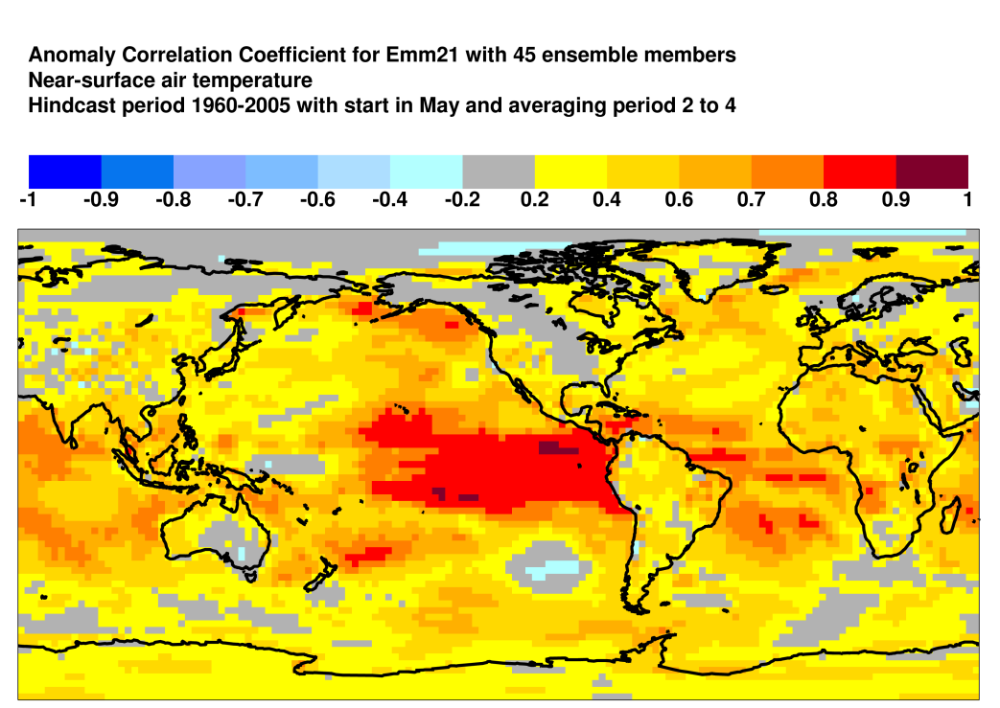 Anomaly Correlation Coefficient for Emm21 with 45 ensemble members
Near-surface air temperature
Hindcast period 1960-2005 with start in May and averaging period 2 to 4
-1 -0.9 -0.8 -0.7 -0.6 -0.4 -0.2 0.2 0.4 0.6 0.7 0.8 0.9 1